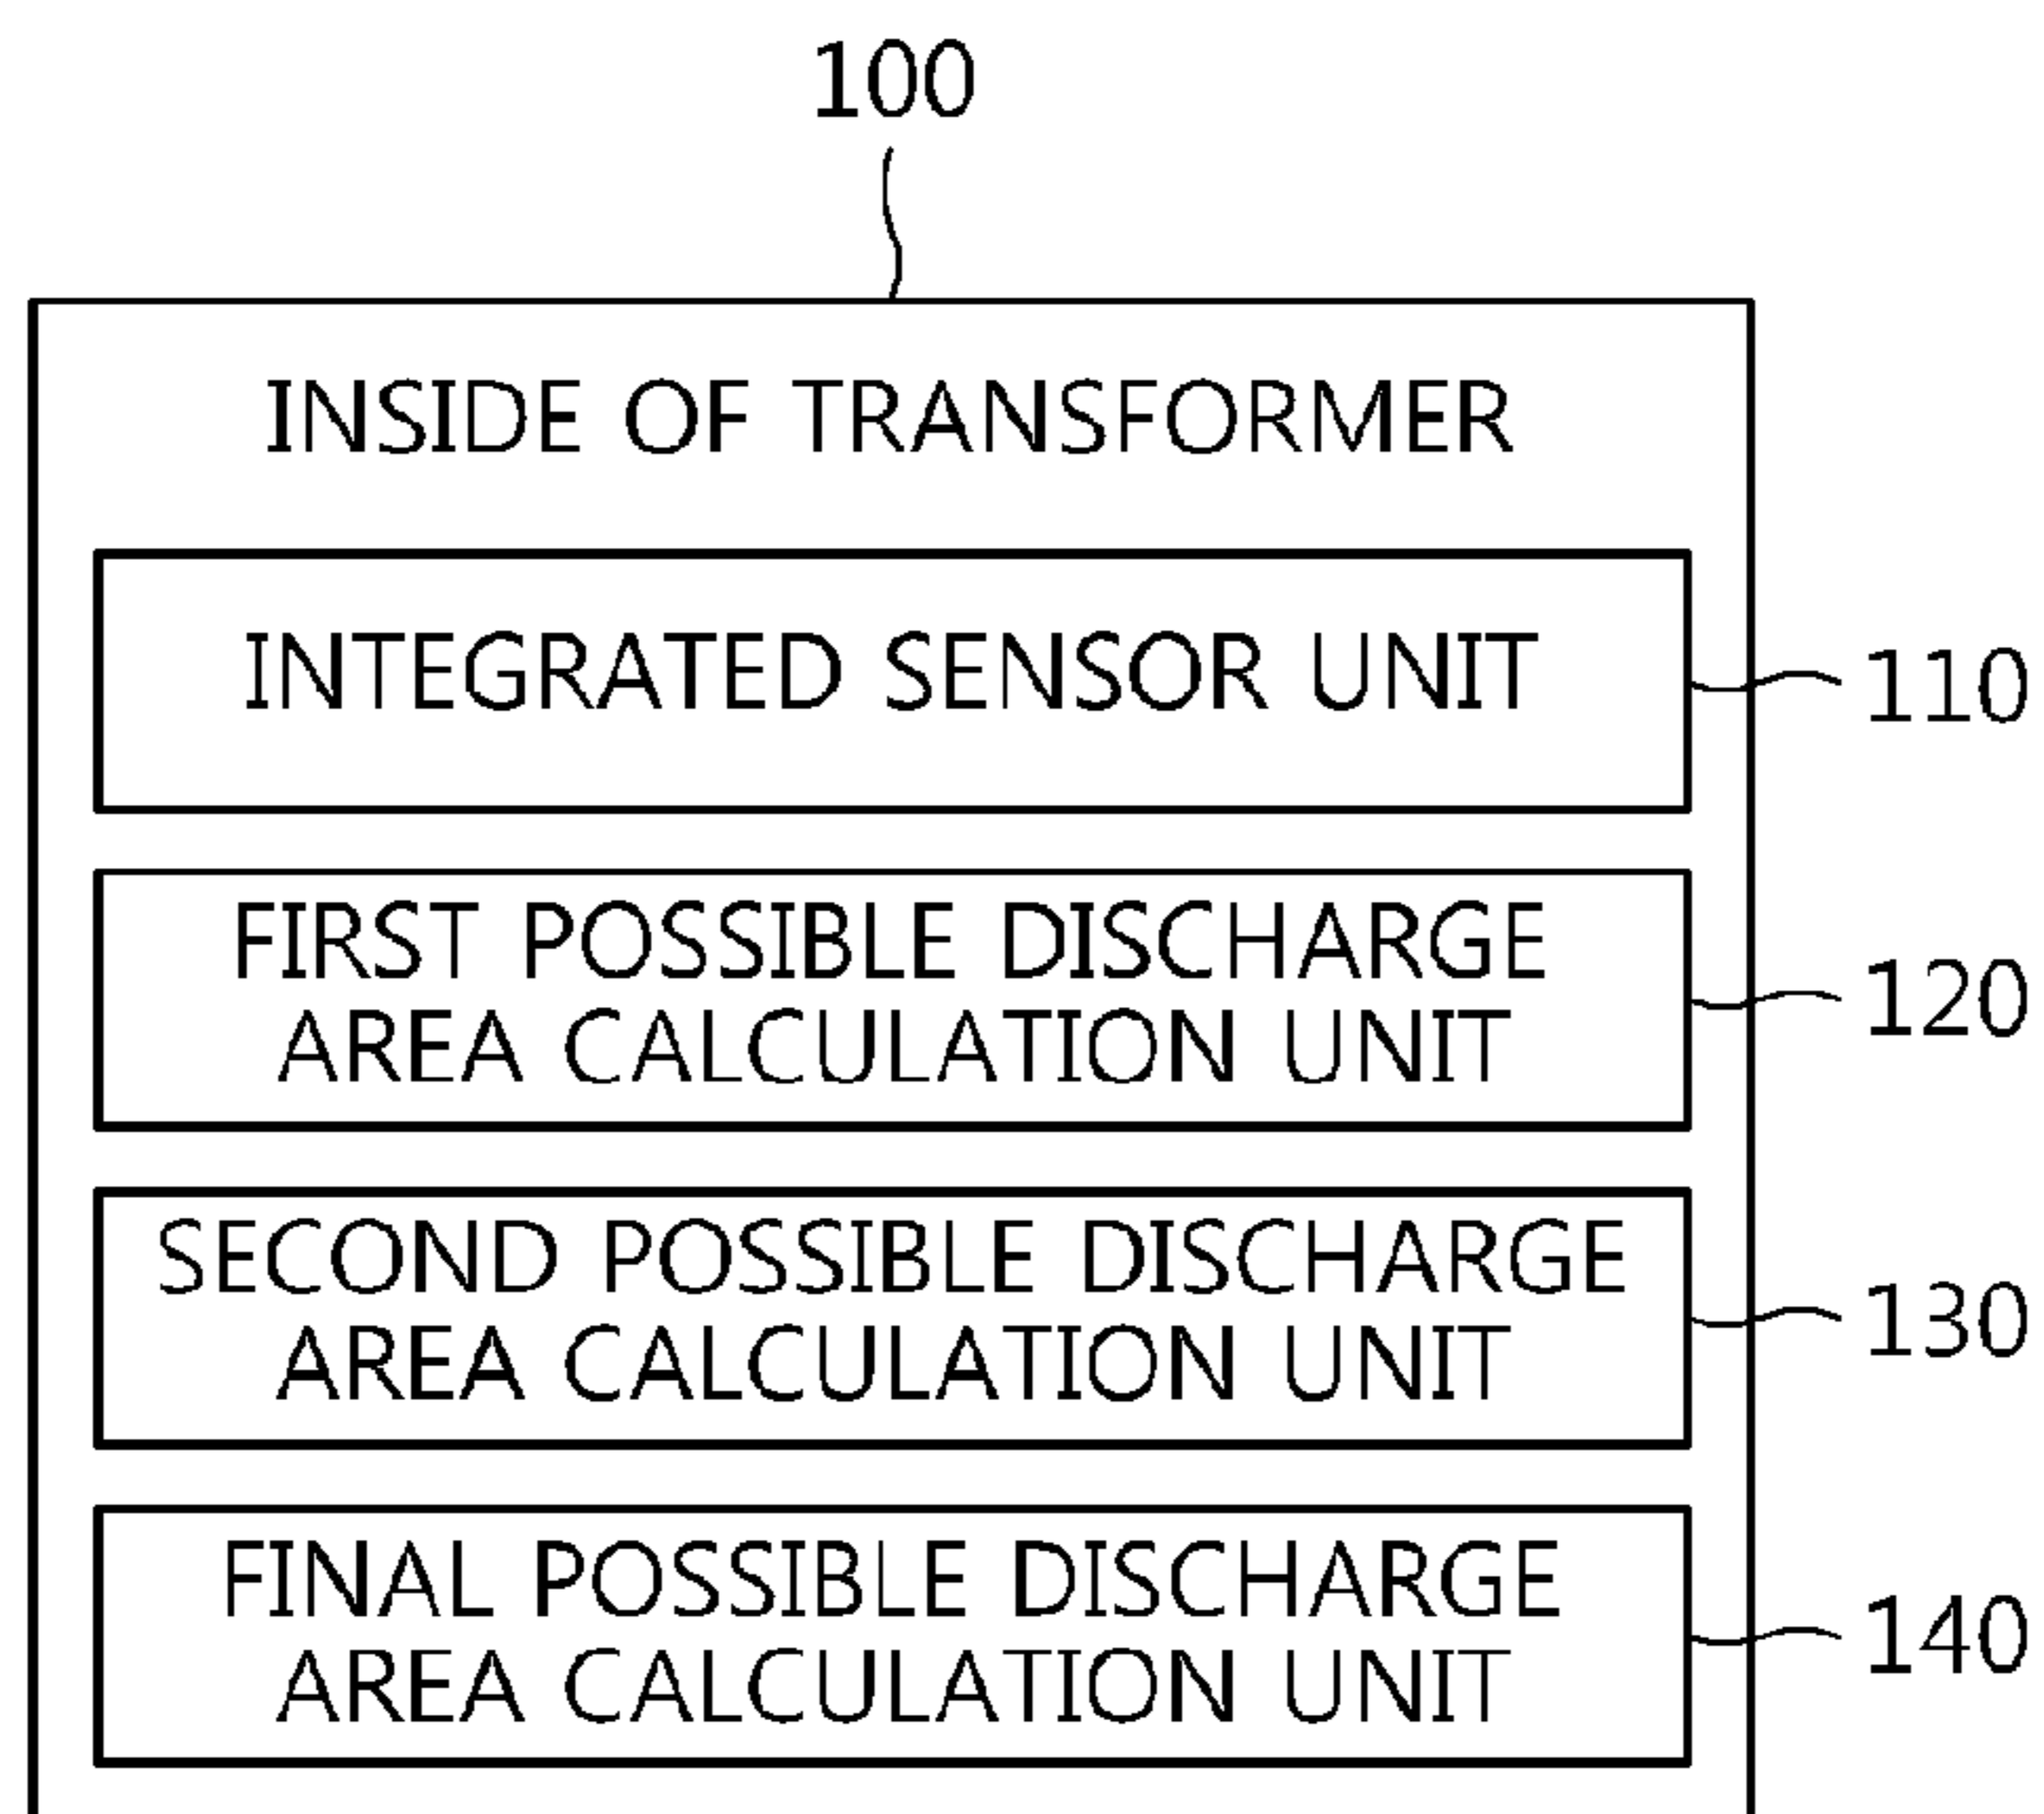 100
INSIDE OF TRANSFORMER
INTEGRATED SENSOR UNIT
110
FIRST POSSIBLE DISCHARGE
AREA CALCULATION UNIT
120
SECOND POSSIBLE DISCHARGE
AREA CALCULATION UNIT
130
FINAL POSSIBLE DISCHARGE
AREA CALCULATION UNIT
140